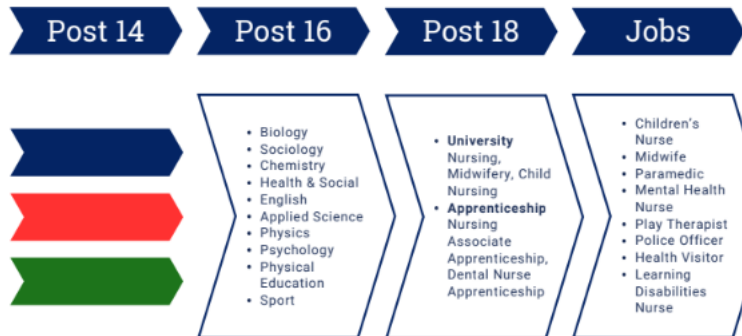 Post 14
Post 16
Post 18
Jobs
• Biology
• Sociology
• Chemistry
• Health & Social
• English
• Applied Science
• Physics
• Psychology
• Physical
Education
• Sport
• University
Nursing,
Midwifery, Child
Nursing
• Apprenticeship
Nursing
Associate
Apprenticeship,
Dental Nurse
Apprenticeship
• Children's
Nurse
• Midwife
• Paramedic
• Mental Health
Nurse
• Play Therapist
• Police Officer
• Health Visitor
• Learning
Disabilities
Nurse